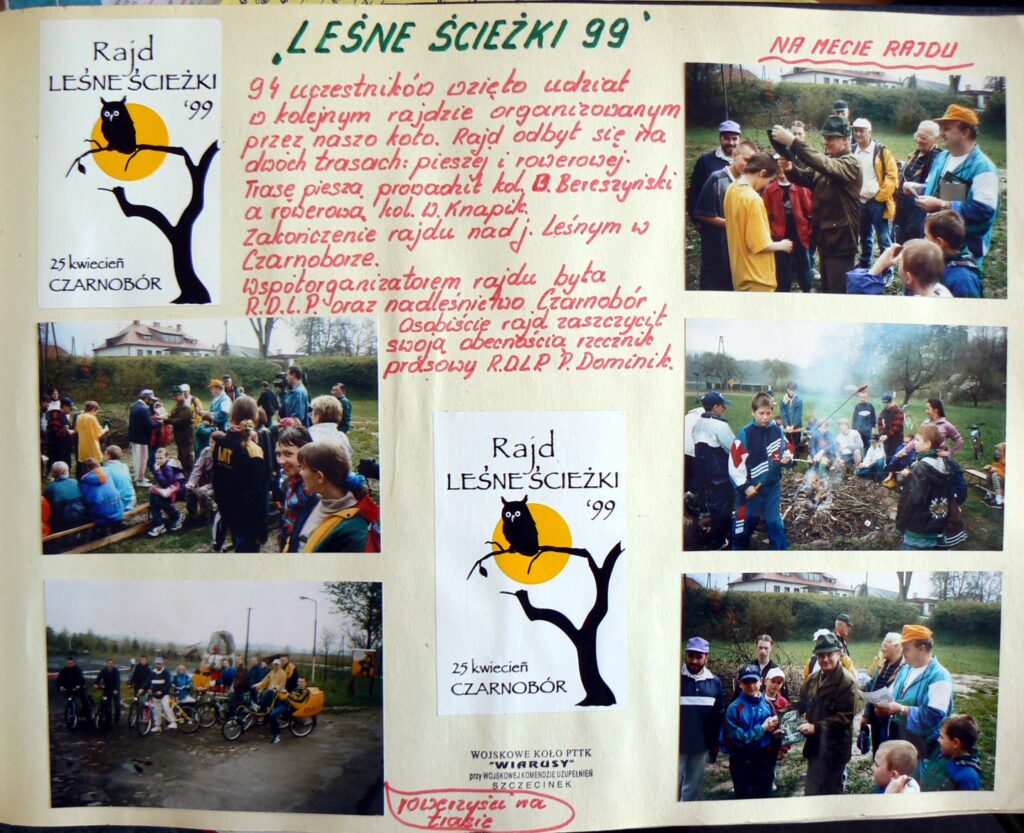 Rajd
LEŚNE ŚCIEŻKI
'99
25 kwiecień
CZARNOBÓR
„LEŚNE ŚCIEŻKI 99”
94 uczestników wzięło udział
w kolejnym rajdzie organizowanym
przez naszo koło. Rajd odbył się na
dwóch trasach: pieszej i rowerowej.
Trasę pieszą prowadził kol. B. Bereszyński
a rowerową kol. W. Knapik.
Zakończenie rajdu nad j. Leśnym w
Czarnoborze.
Współorganizatorem rajdu była
R.D.L.P. oraz nadleśnictwo Czarnobór
Osobiście rajd zaszczycił
swoją obecnością rzecznik
prasowy R.D.L.P. P. Dominik.
NA MECIE RAJDU
Rajd
LEŚNE ŚCIEŻKI
'99
25 kwiecień
CZARNOBÓR
WOJSKOWE KOŁO PTTK
"WIARUSY"
przy WOJSKOWEJ KOMENDZIE UZUPEŁNIEŃ
SZCZECINEK
rowerzyści na
trasie